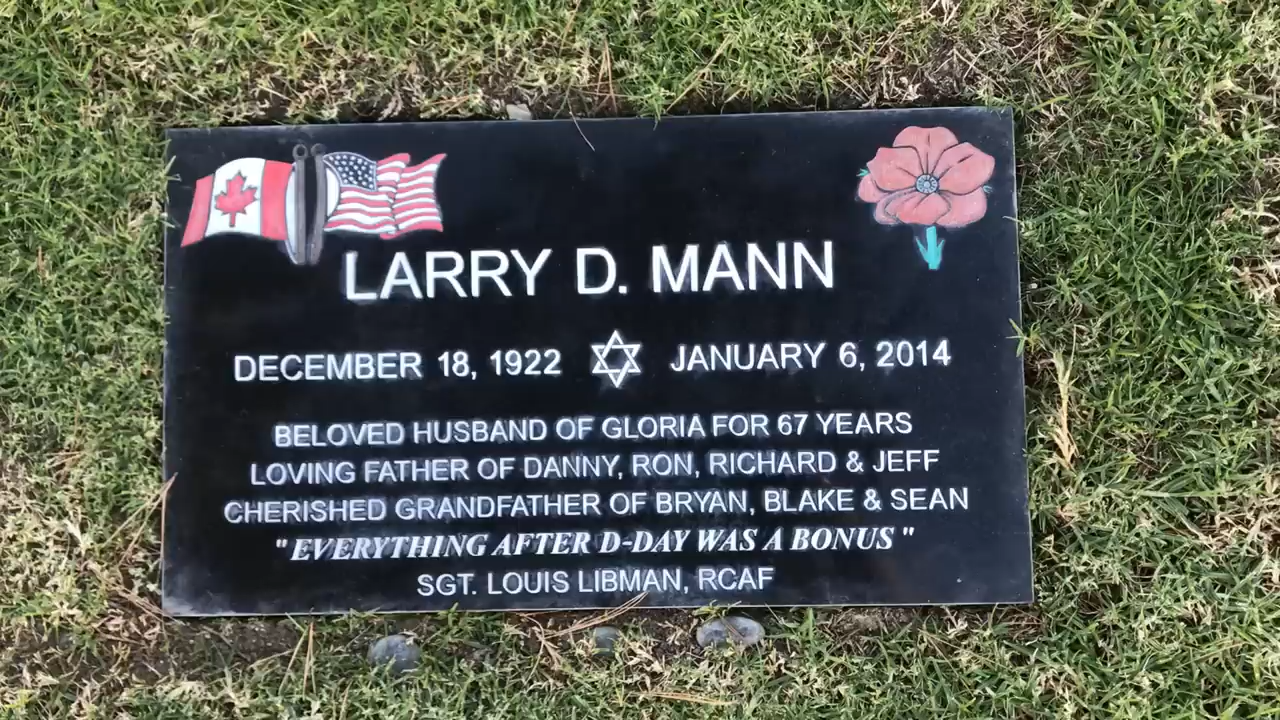 LARRY D. MANN
DECEMBER 18, 1922 JANUARY 6, 2014
BELOVED HUSBAND OF GLORIA FOR 67 YEARS
LOVING FATHER OF DANNY, RON, RICHARD & JEFF
CHERISHED GRANDFATHER OF BRYAN, BLAKE & SEAN
" EVERYTHING AFTER D-DAY WAS A BONUS "
SGT. LOUIS LIBMAN, RCAF